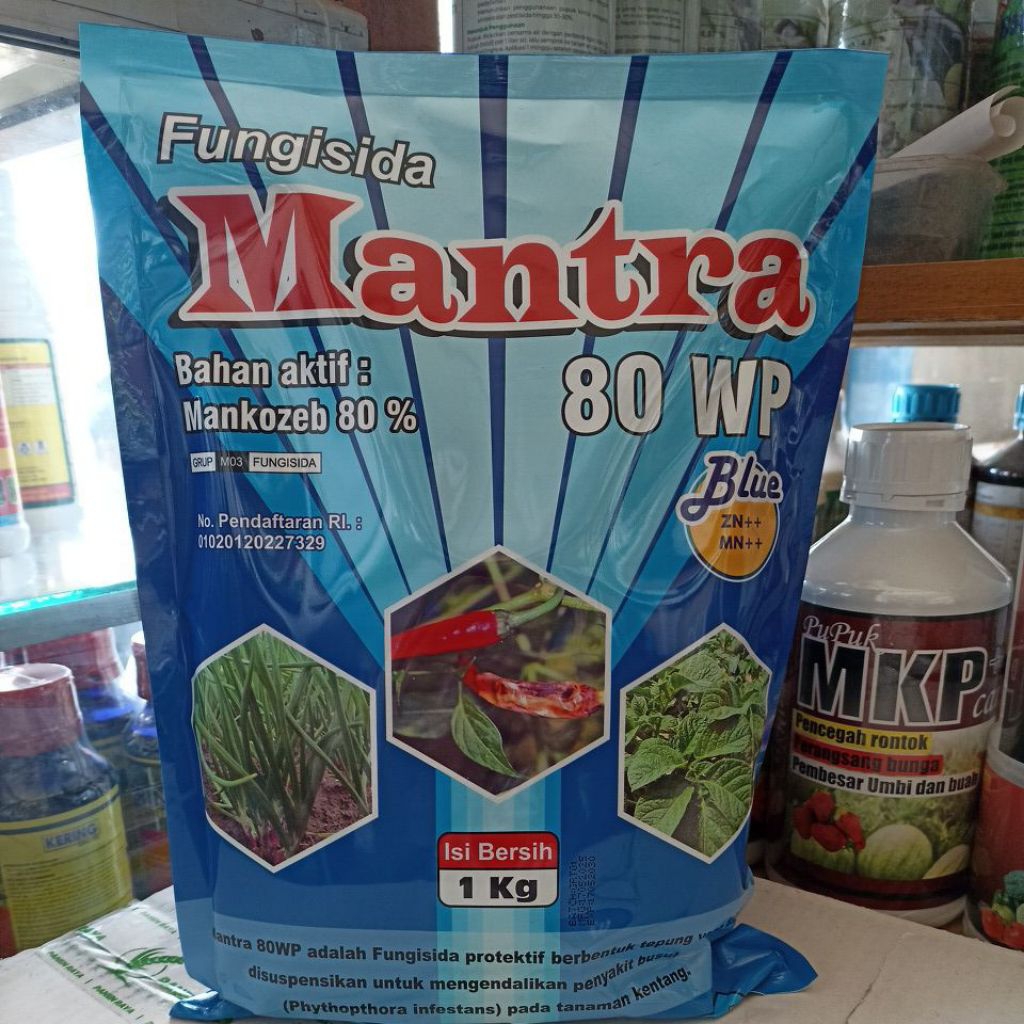 Fungisida
Mantra
80 WP
Bahan aktif :
Mankozeb 80 %
GRUP M03 FUNGISIDA
No. Pendaftaran RI. :
01020120227329
Blue
ZN++
MN++
Isi Bersih
1 Kg
Mantra 80WP adalah Fungisida protektif berbentuk tepung
disuspensikan untuk mengendalikan penyakit busuk
(Phythopthora infestans) pada tanaman kentang.
PuPuk
MKP
Pencegah rontok
Perangsang bunga
Pembesar Umbi dan buah
KERING